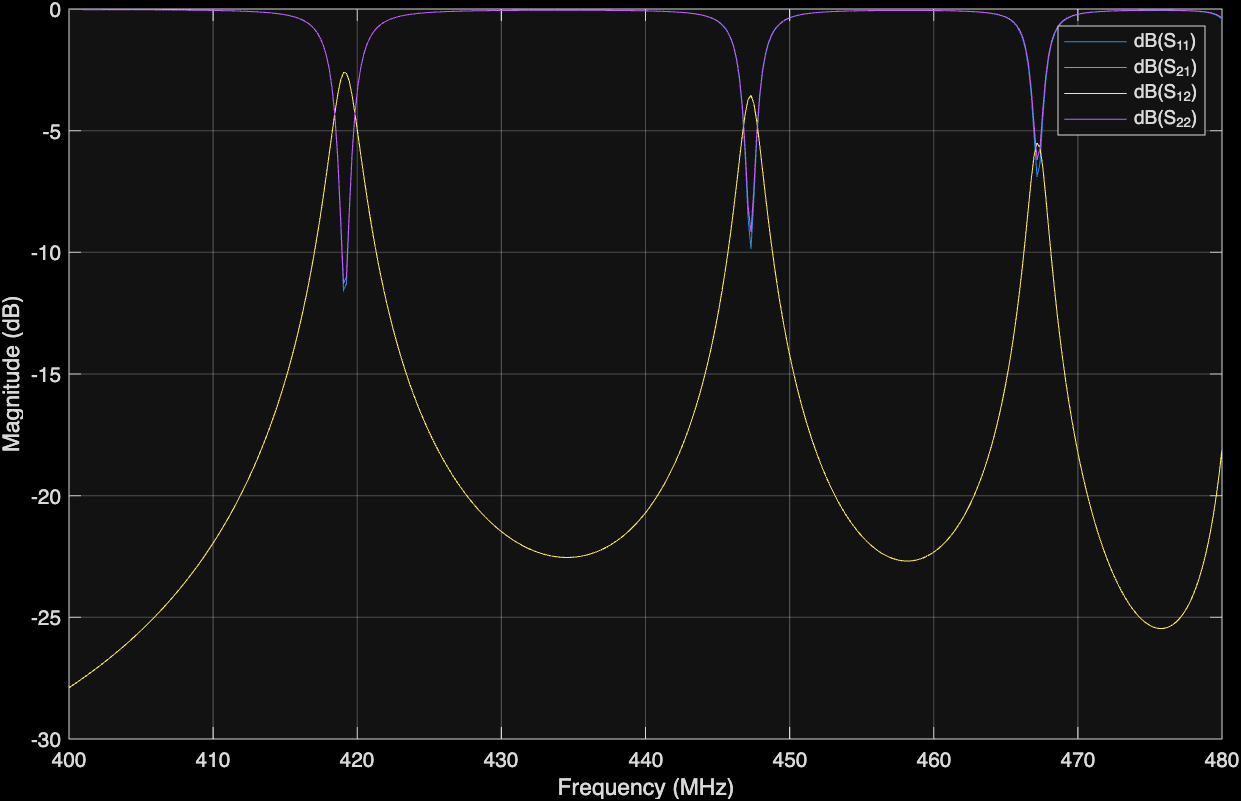 0
-5
-10
-15
-20
-25
-30
400 410 420 430 440 450 460 470 480
Magnitude (dB)
Frequency (MHz)
dB(S₁₁)
dB(S₂₁)
dB(S₁₂)
dB(S₂₂)